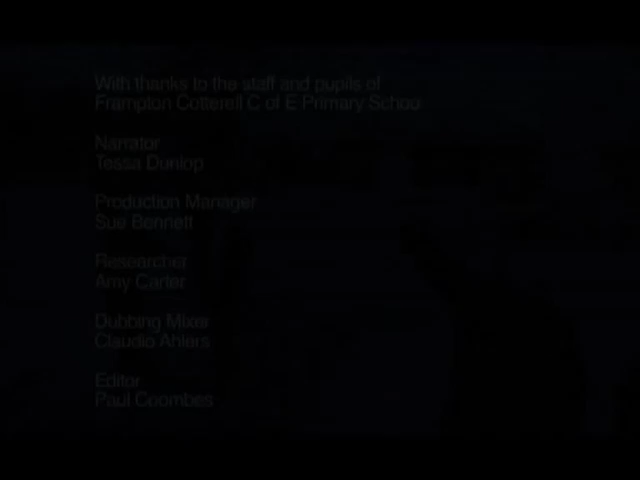 With thanks to the staff and pupils of
Frampton Cotterell C of E Primary School
Narrator
Tessa Dunlop
Production Manager
Sue Bennett
Researcher
Amy Carter
Dubbing Mixer
Claudio Ahlers
Editor
Paul Coombes